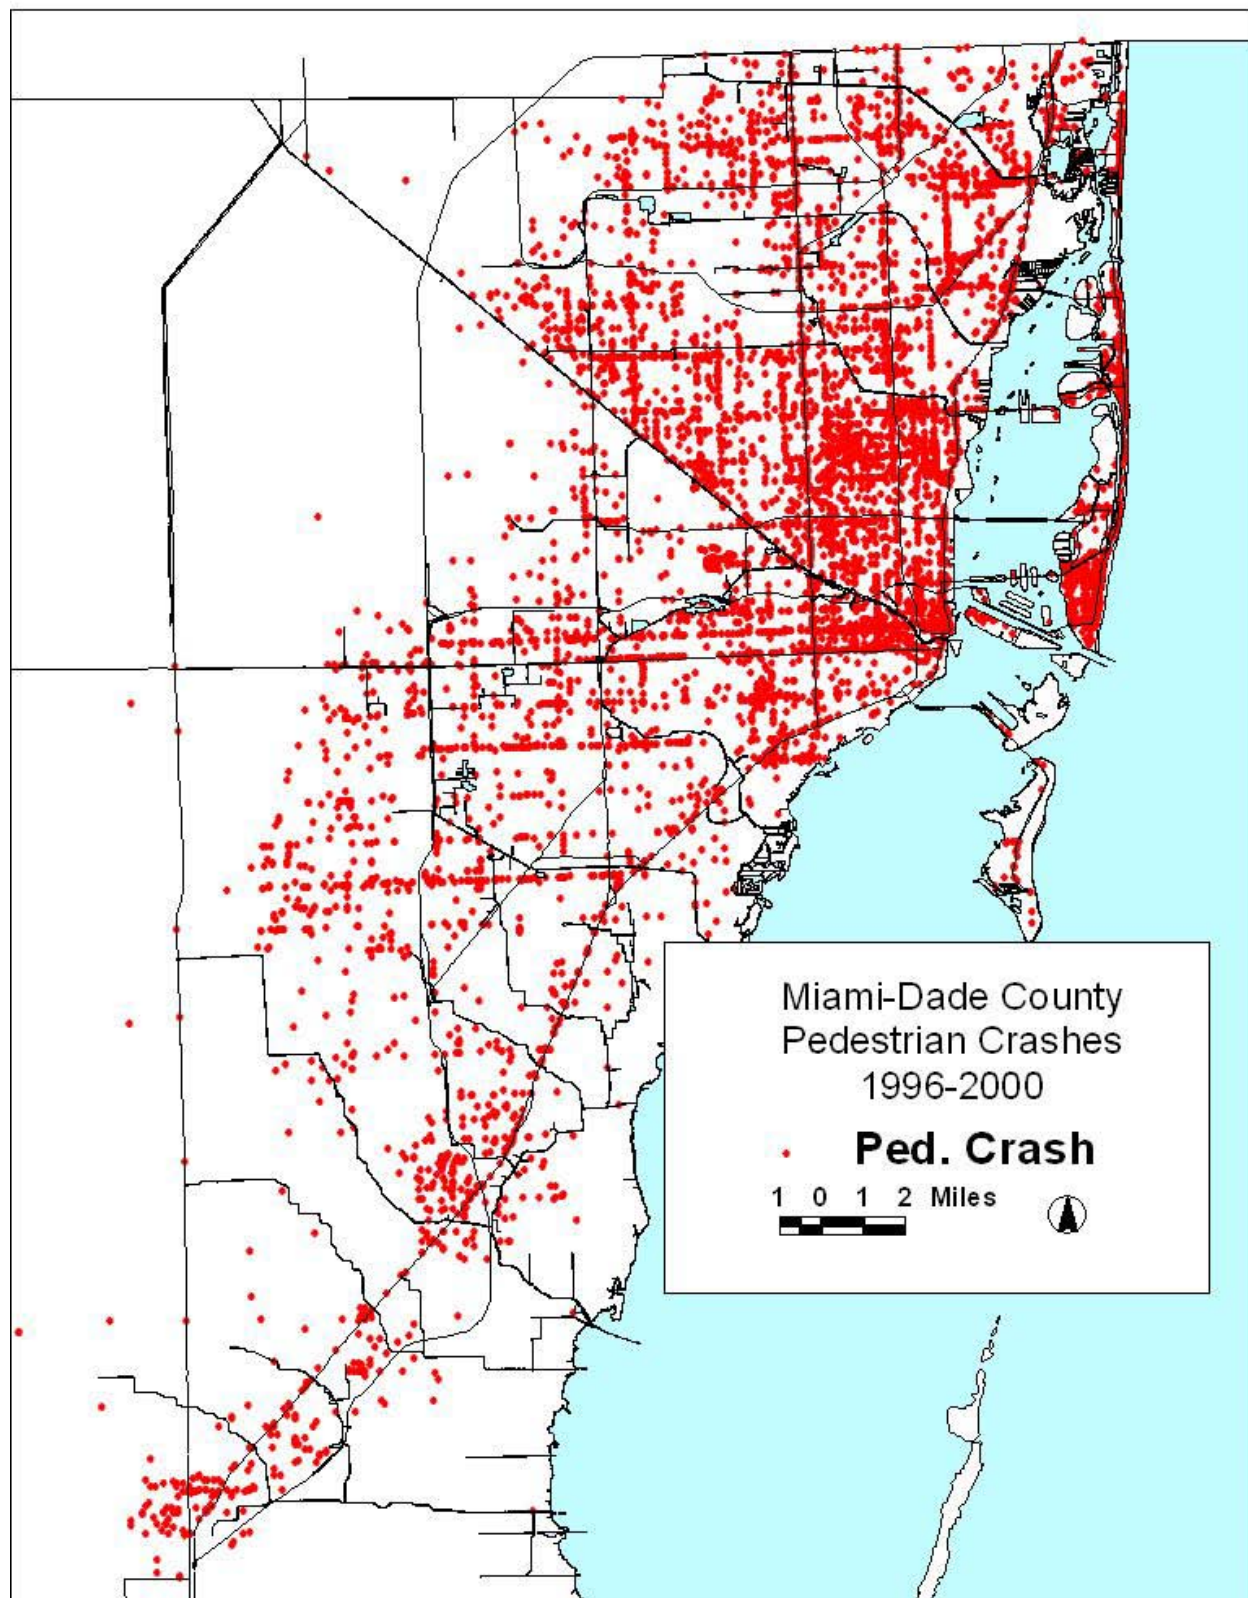 Miami-Dade County
Pedestrian Crashes
1996-2000
Ped. Crash
1 0 1 2 Miles